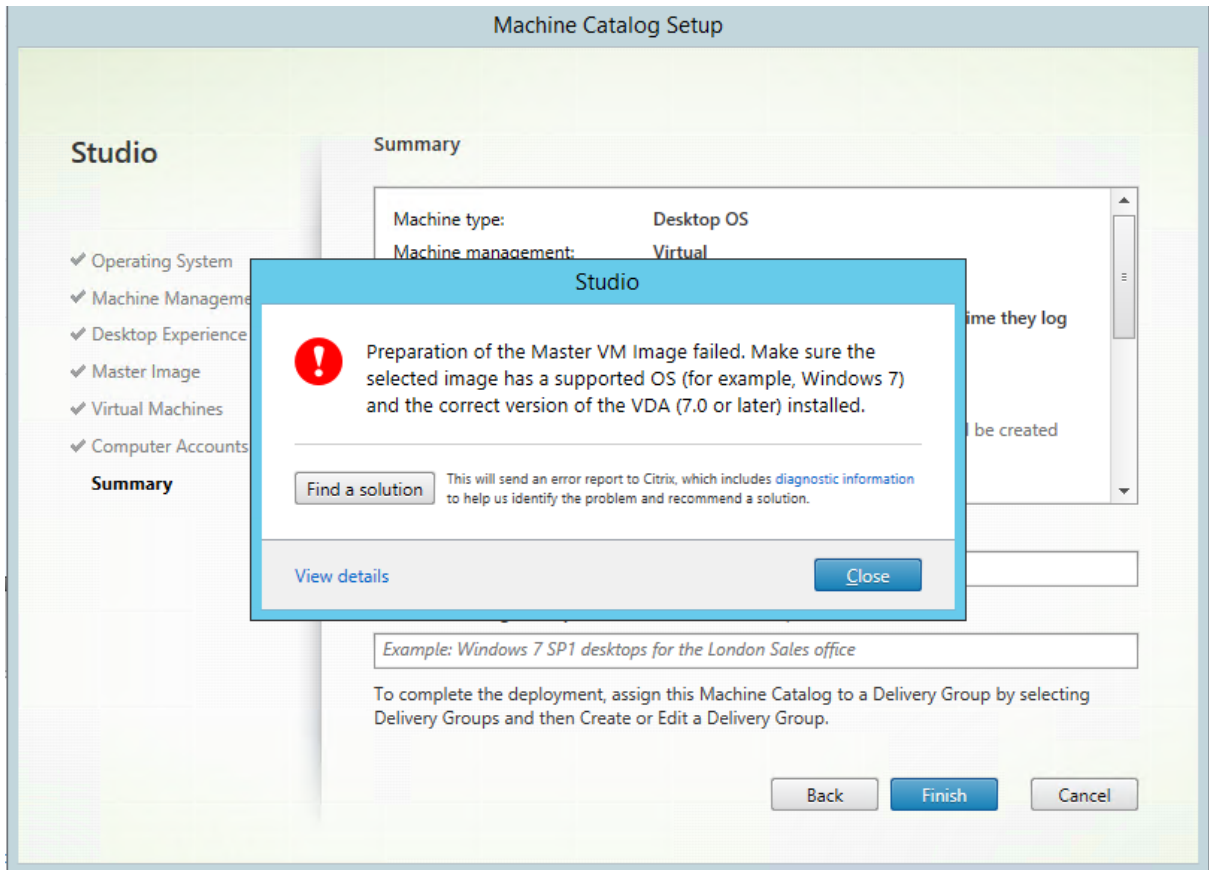 Machine Catalog Setup
Studio
Operating System
Machine Manageme
Desktop Experience
Master Image
Virtual Machines
Computer Accounts
Summary
Summary
Machine type:
Desktop OS
Machine management:
Virtual
ime they log
l be created
Studio
Preparation of the Master VM Image failed. Make sure the
selected image has a supported OS (for example, Windows 7)
and the correct version of the VDA (7.0 or later) installed.
Find a solution
This will send an error report to Citrix, which includes diagnostic information
to help us identify the problem and recommend a solution.
View details
Close
Example: Windows 7 SP1 desktops for the London Sales office
To complete the deployment, assign this Machine Catalog to a Delivery Group by selecting
Delivery Groups and then Create or Edit a Delivery Group.
Back
Finish
Cancel